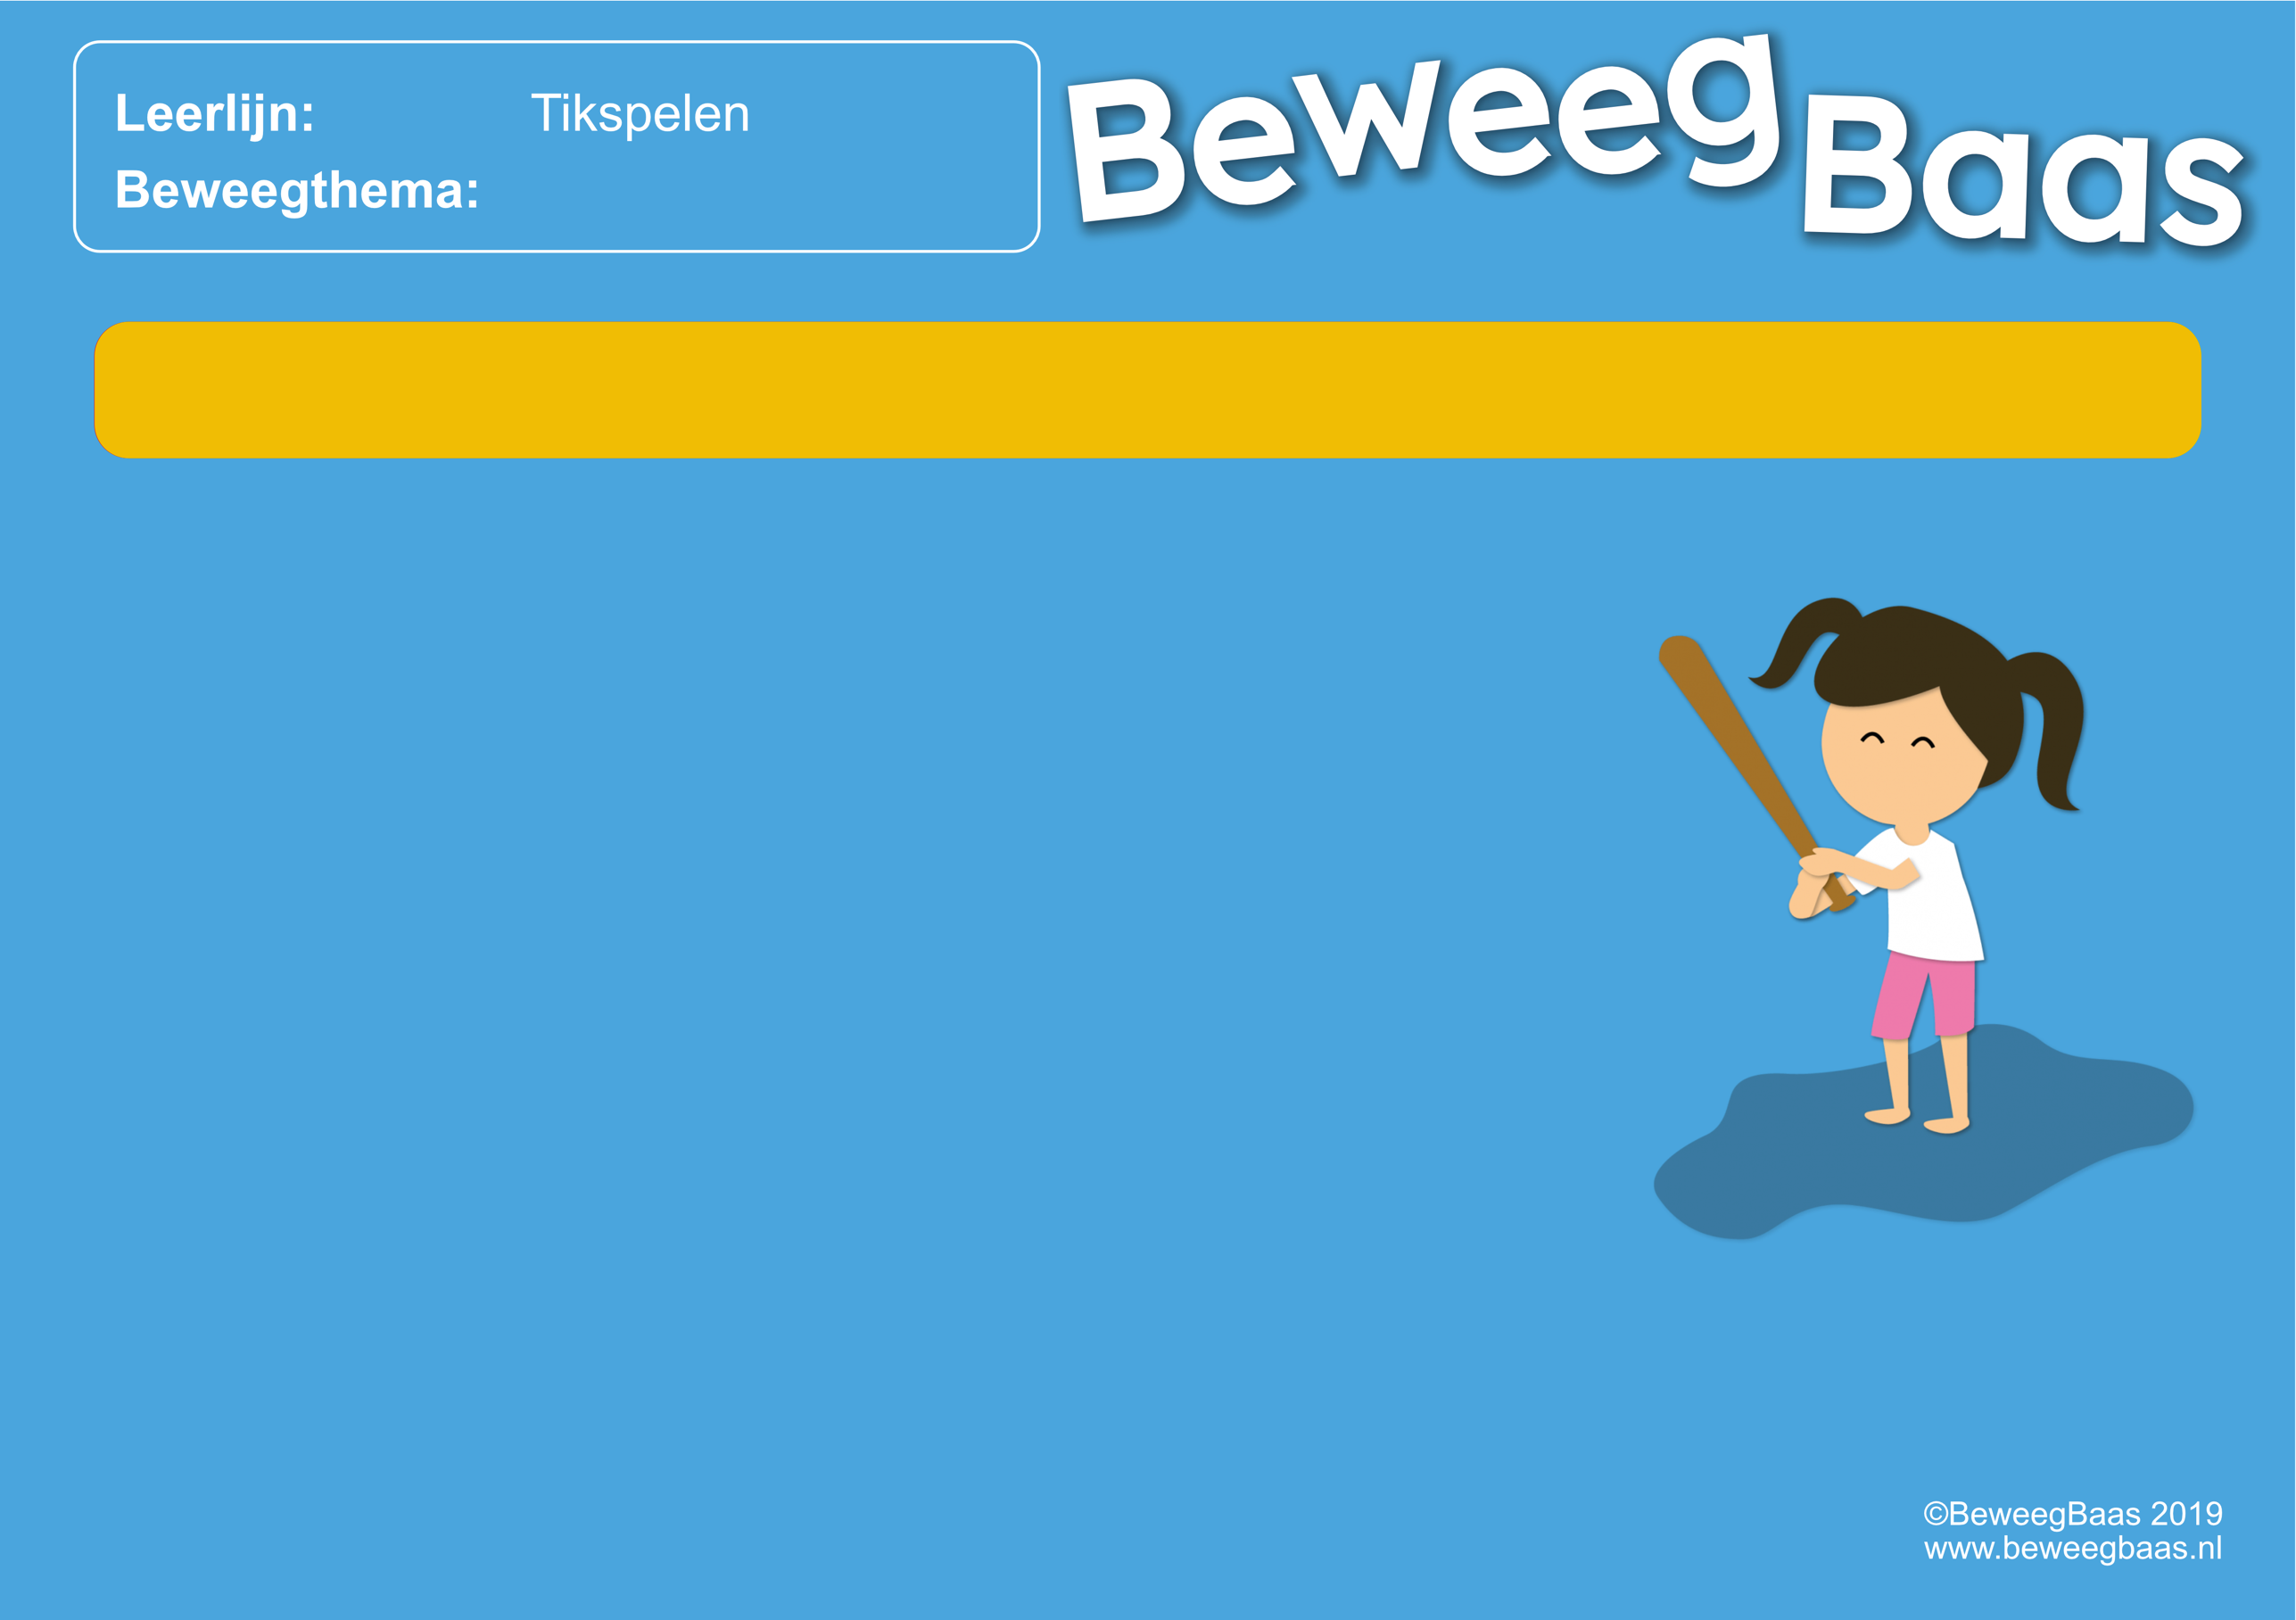 Leerlijn: Tikspelen
Beweegthema:
BeweegBaas
©BeweegBaas 2019
www.beweegbaas.nl